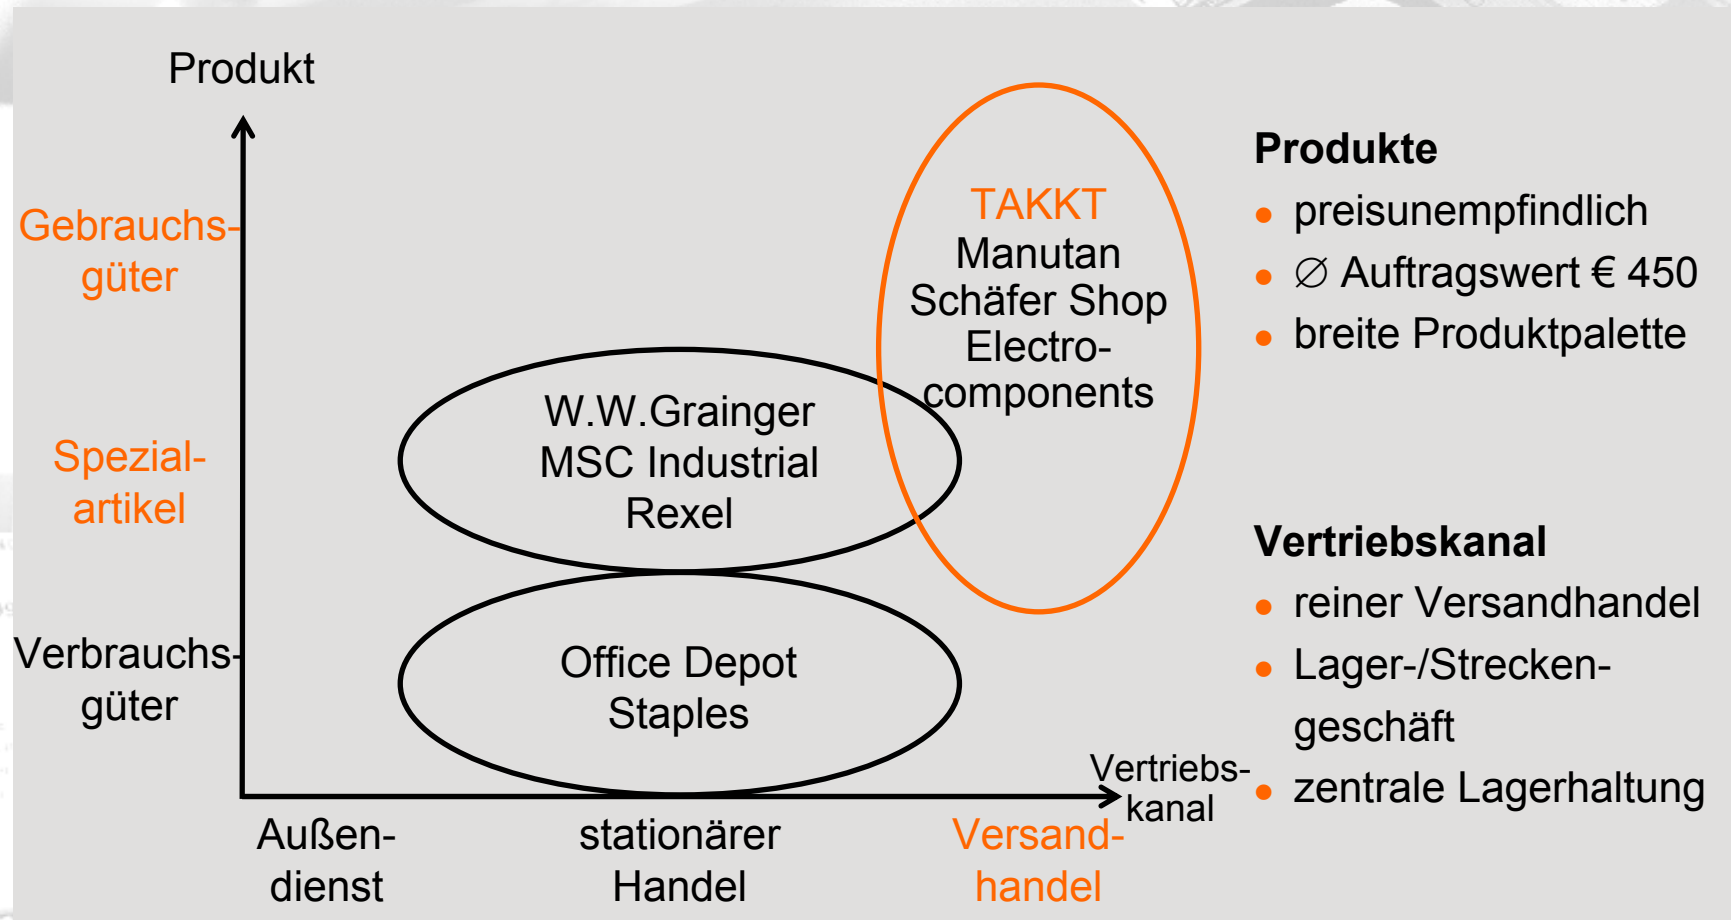 Produkt
Gebrauchs-
güter
Spezial-
artikel
Verbrauchs-
güter
TAKKT
Manutan
Schäfer Shop
Electro-
components
W.W.Grainger
MSC Industrial
Rexel
Office Depot
Staples
Vertriebs-
kanal
Außen-
dienst
stationärer
Handel
Versand-
handel
Produkte
● preisunempfindlich
● ∅ Auftragswert € 450
● breite Produktpalette
Vertriebskanal
● reiner Versandhandel
● Lager-/Strecken-
geschäft
● zentrale Lagerhaltung